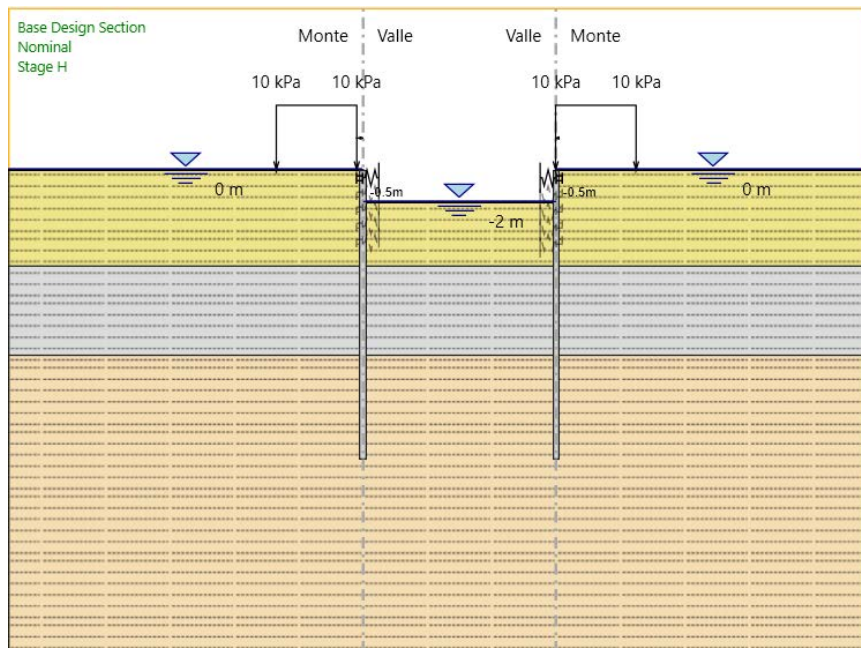 Base Design Section
Nominal
Stage H
Monte Valle Valle Monte
10 kPa 10 kPa 10 kPa 10 kPa
0 m -0.5m -0.5m 0 m
-2 m